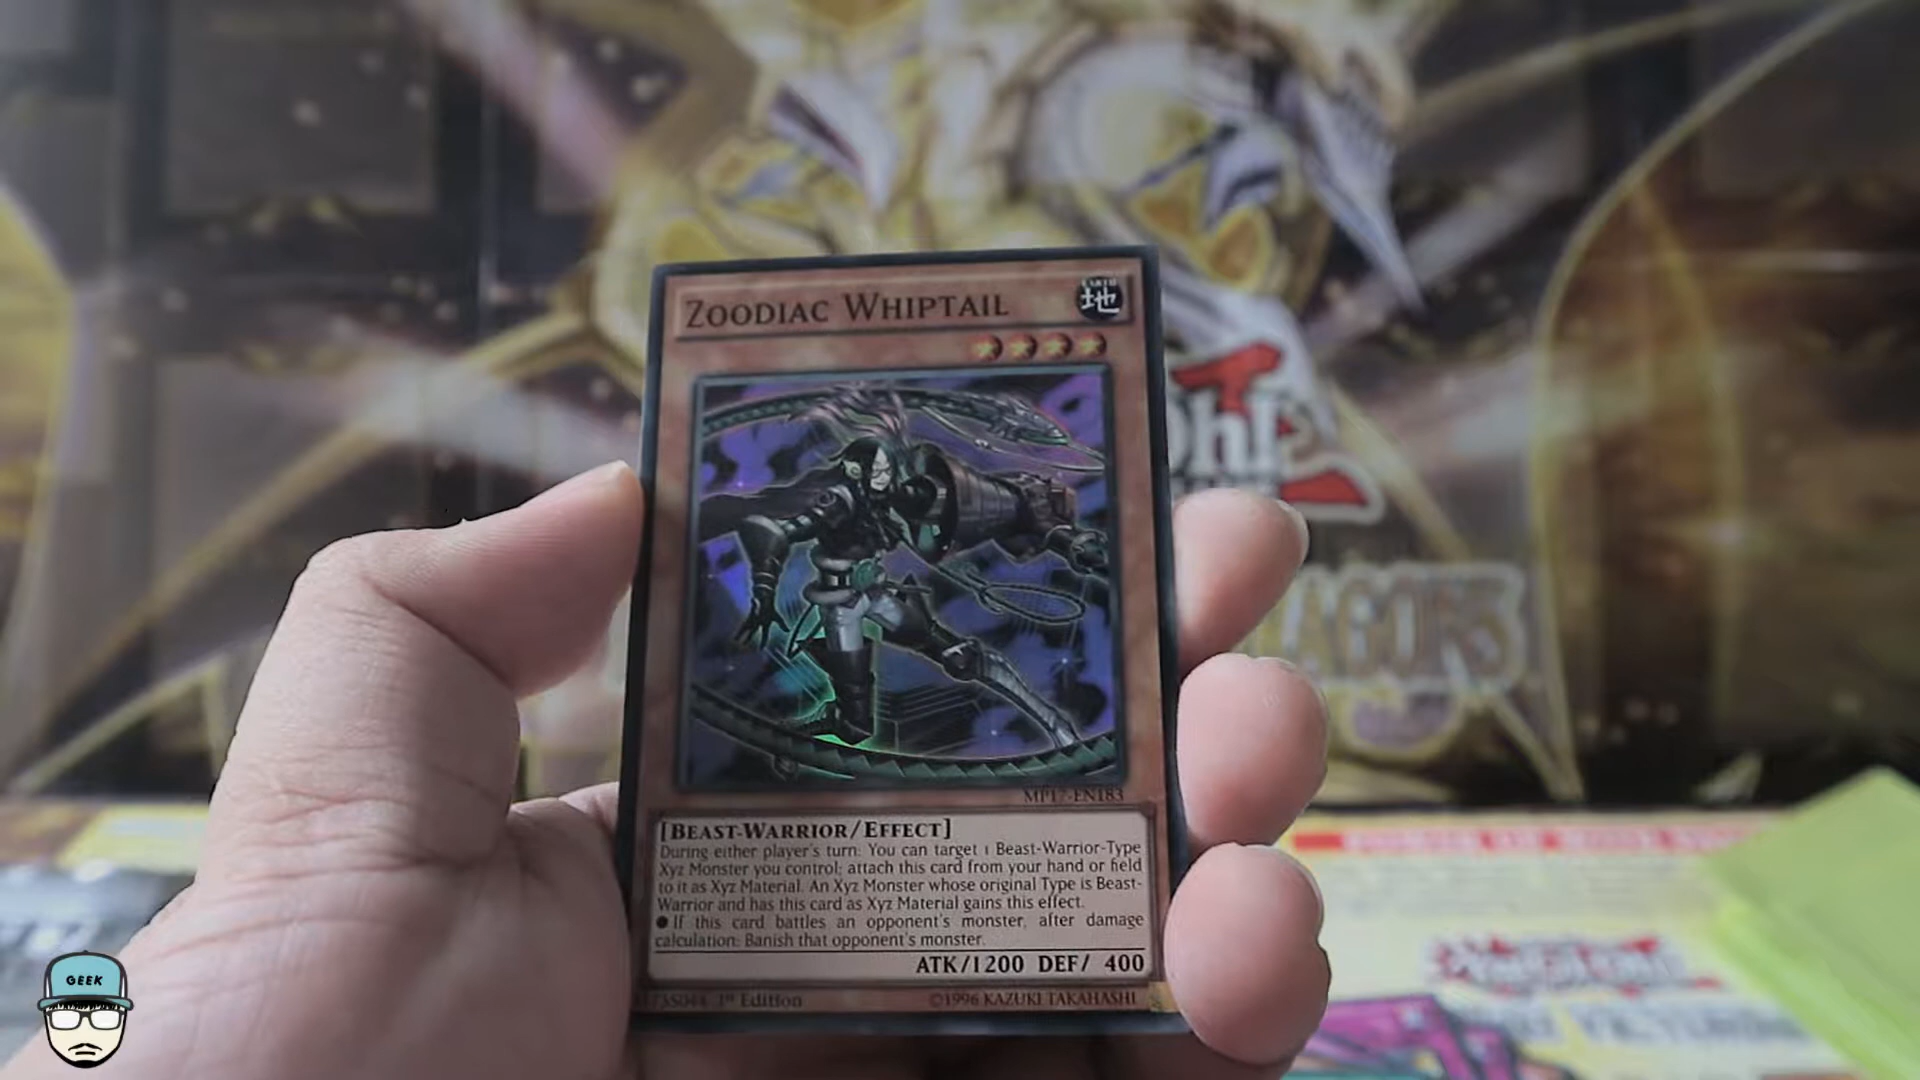 ZOODIAC WHIPTAIL
EARTH
地
MP17-EN183
[BEAST-WARRIOR/EFFECT]
During either player's turn: You can target 1 Beast-Warrior-Type
Xyz Monster you control; attach this card from your hand or field
to it as Xyz Material. An Xyz Monster whose original Type is Beast-
Warrior and has this card as Xyz Material gains this effect.
●If this card battles an opponent's monster, after damage
calculation: Banish that opponent's monster.
ATK/1200 DEF/ 400
1st Edition
©1996 KAZUKI TAKAHASHI
Oh!
GEEK